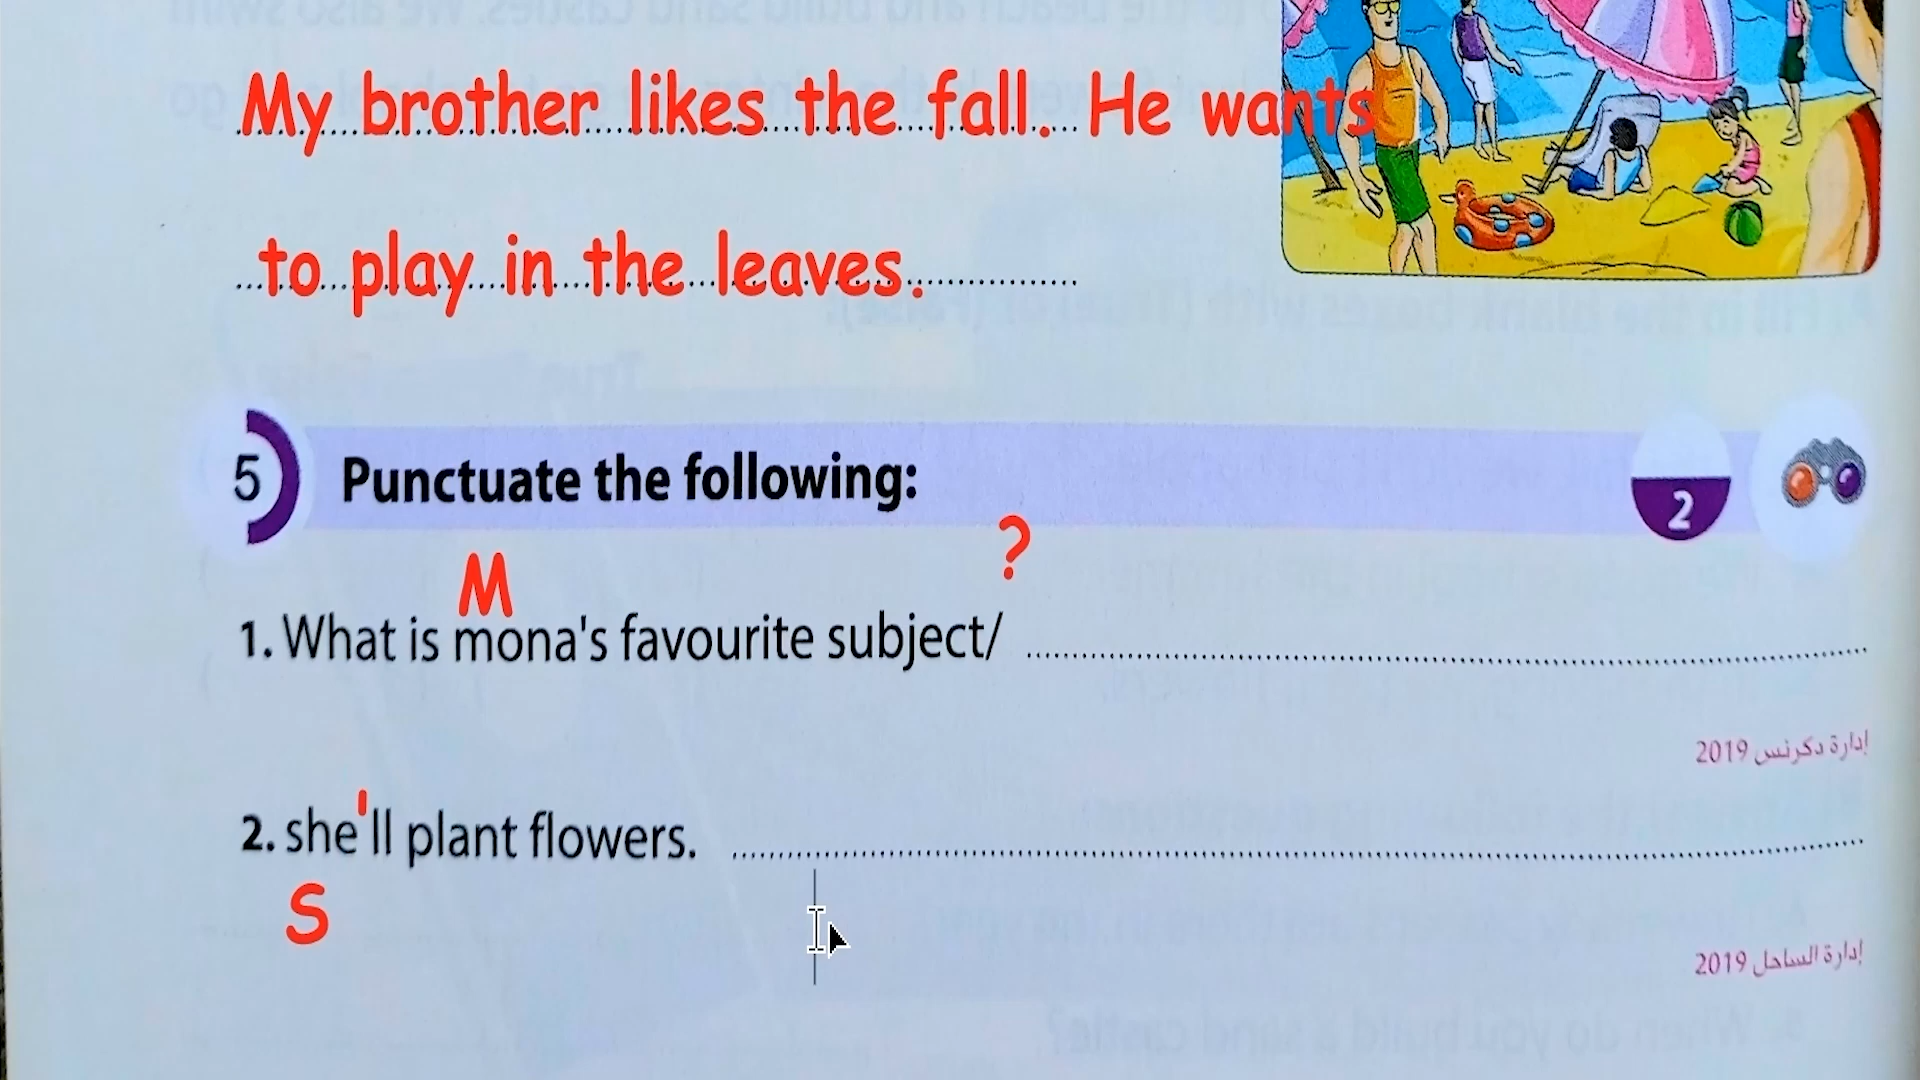 My brother likes the fall. He wants
to play in the leaves.
5 Punctuate the following:
2
M ?
1. What is mona's favourite subject/
إدارة دكرنس 2019
2. she'll plant flowers.
S
إدارة الساحل 2019